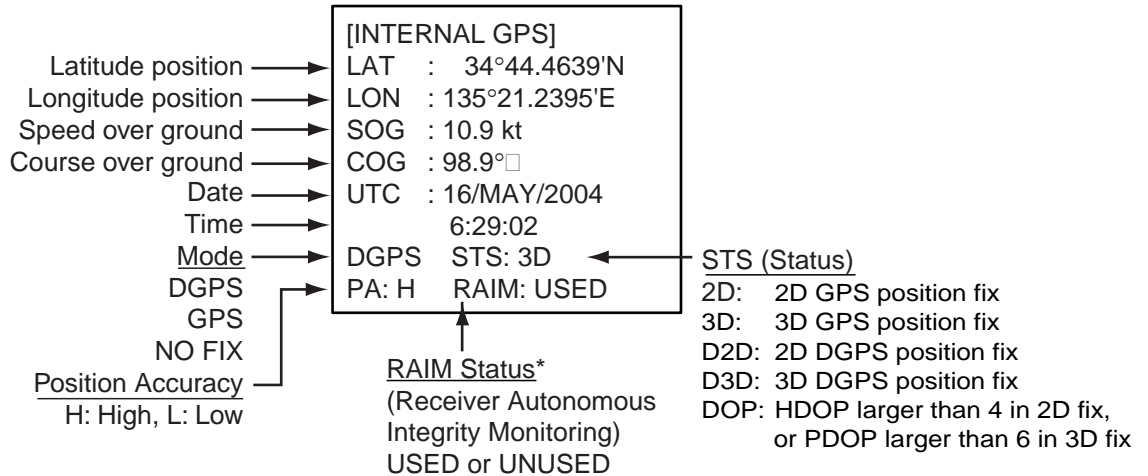 [INTERNAL GPS]
Latitude position
LAT : 34°44.4639'N
Longitude position
LON : 135°21.2395'E
Speed over ground
SOG : 10.9 kt
Course over ground
COG : 98.9°□
Date
UTC : 16/MAY/2004
Time
6:29:02
Mode
DGPS STS: 3D
DGPS
GPS
NO FIX
PA: H RAIM: USED
Position Accuracy
H: High, L: Low
RAIM Status*
(Receiver Autonomous
Integrity Monitoring)
USED or UNUSED
STS (Status)
2D: 2D GPS position fix
3D: 3D GPS position fix
D2D: 2D DGPS position fix
D3D: 3D DGPS position fix
DOP: HDOP larger than 4 in 2D fix,
or PDOP larger than 6 in 3D fix